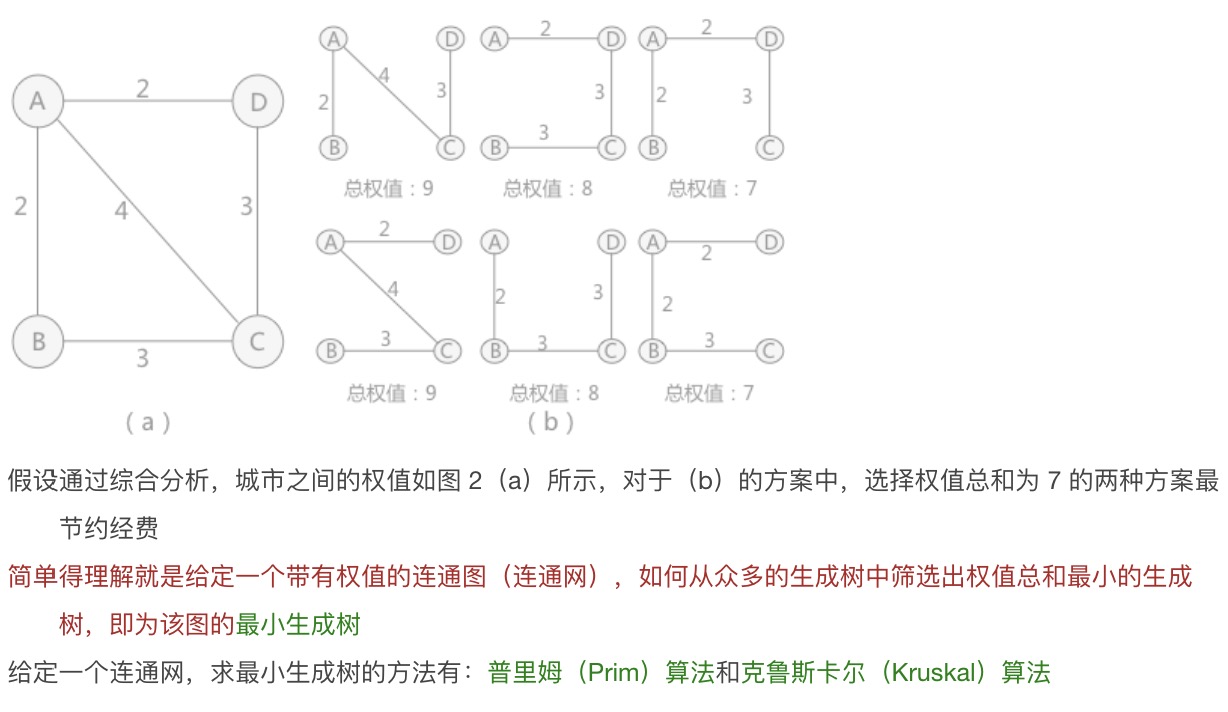 A 2 D
2 4 3
B 3 C
(a)
A D
2 4 3
B C
总权值：9
A 2 D
3
B 3 C
总权值：8
A 2 D
2 3
B C
总权值：7
A 2 D
4
B 3 C
总权值：9
A D
2 3
B 3 C
总权值：8
A 2 D
2
B 3 C
总权值：7
(b)
假设通过综合分析，城市之间的权值如图 2（a）所示，对于（b）的方案中，选择权值总和为 7 的两种方案最
节约经费
简单得理解就是给定一个带有权值的连通图（连通网），如何从众多的生成树中筛选出权值总和最小的生成
树，即为该图的最小生成树
给定一个连通网，求最小生成树的方法有：普里姆（Prim）算法和克鲁斯卡尔（Kruskal）算法